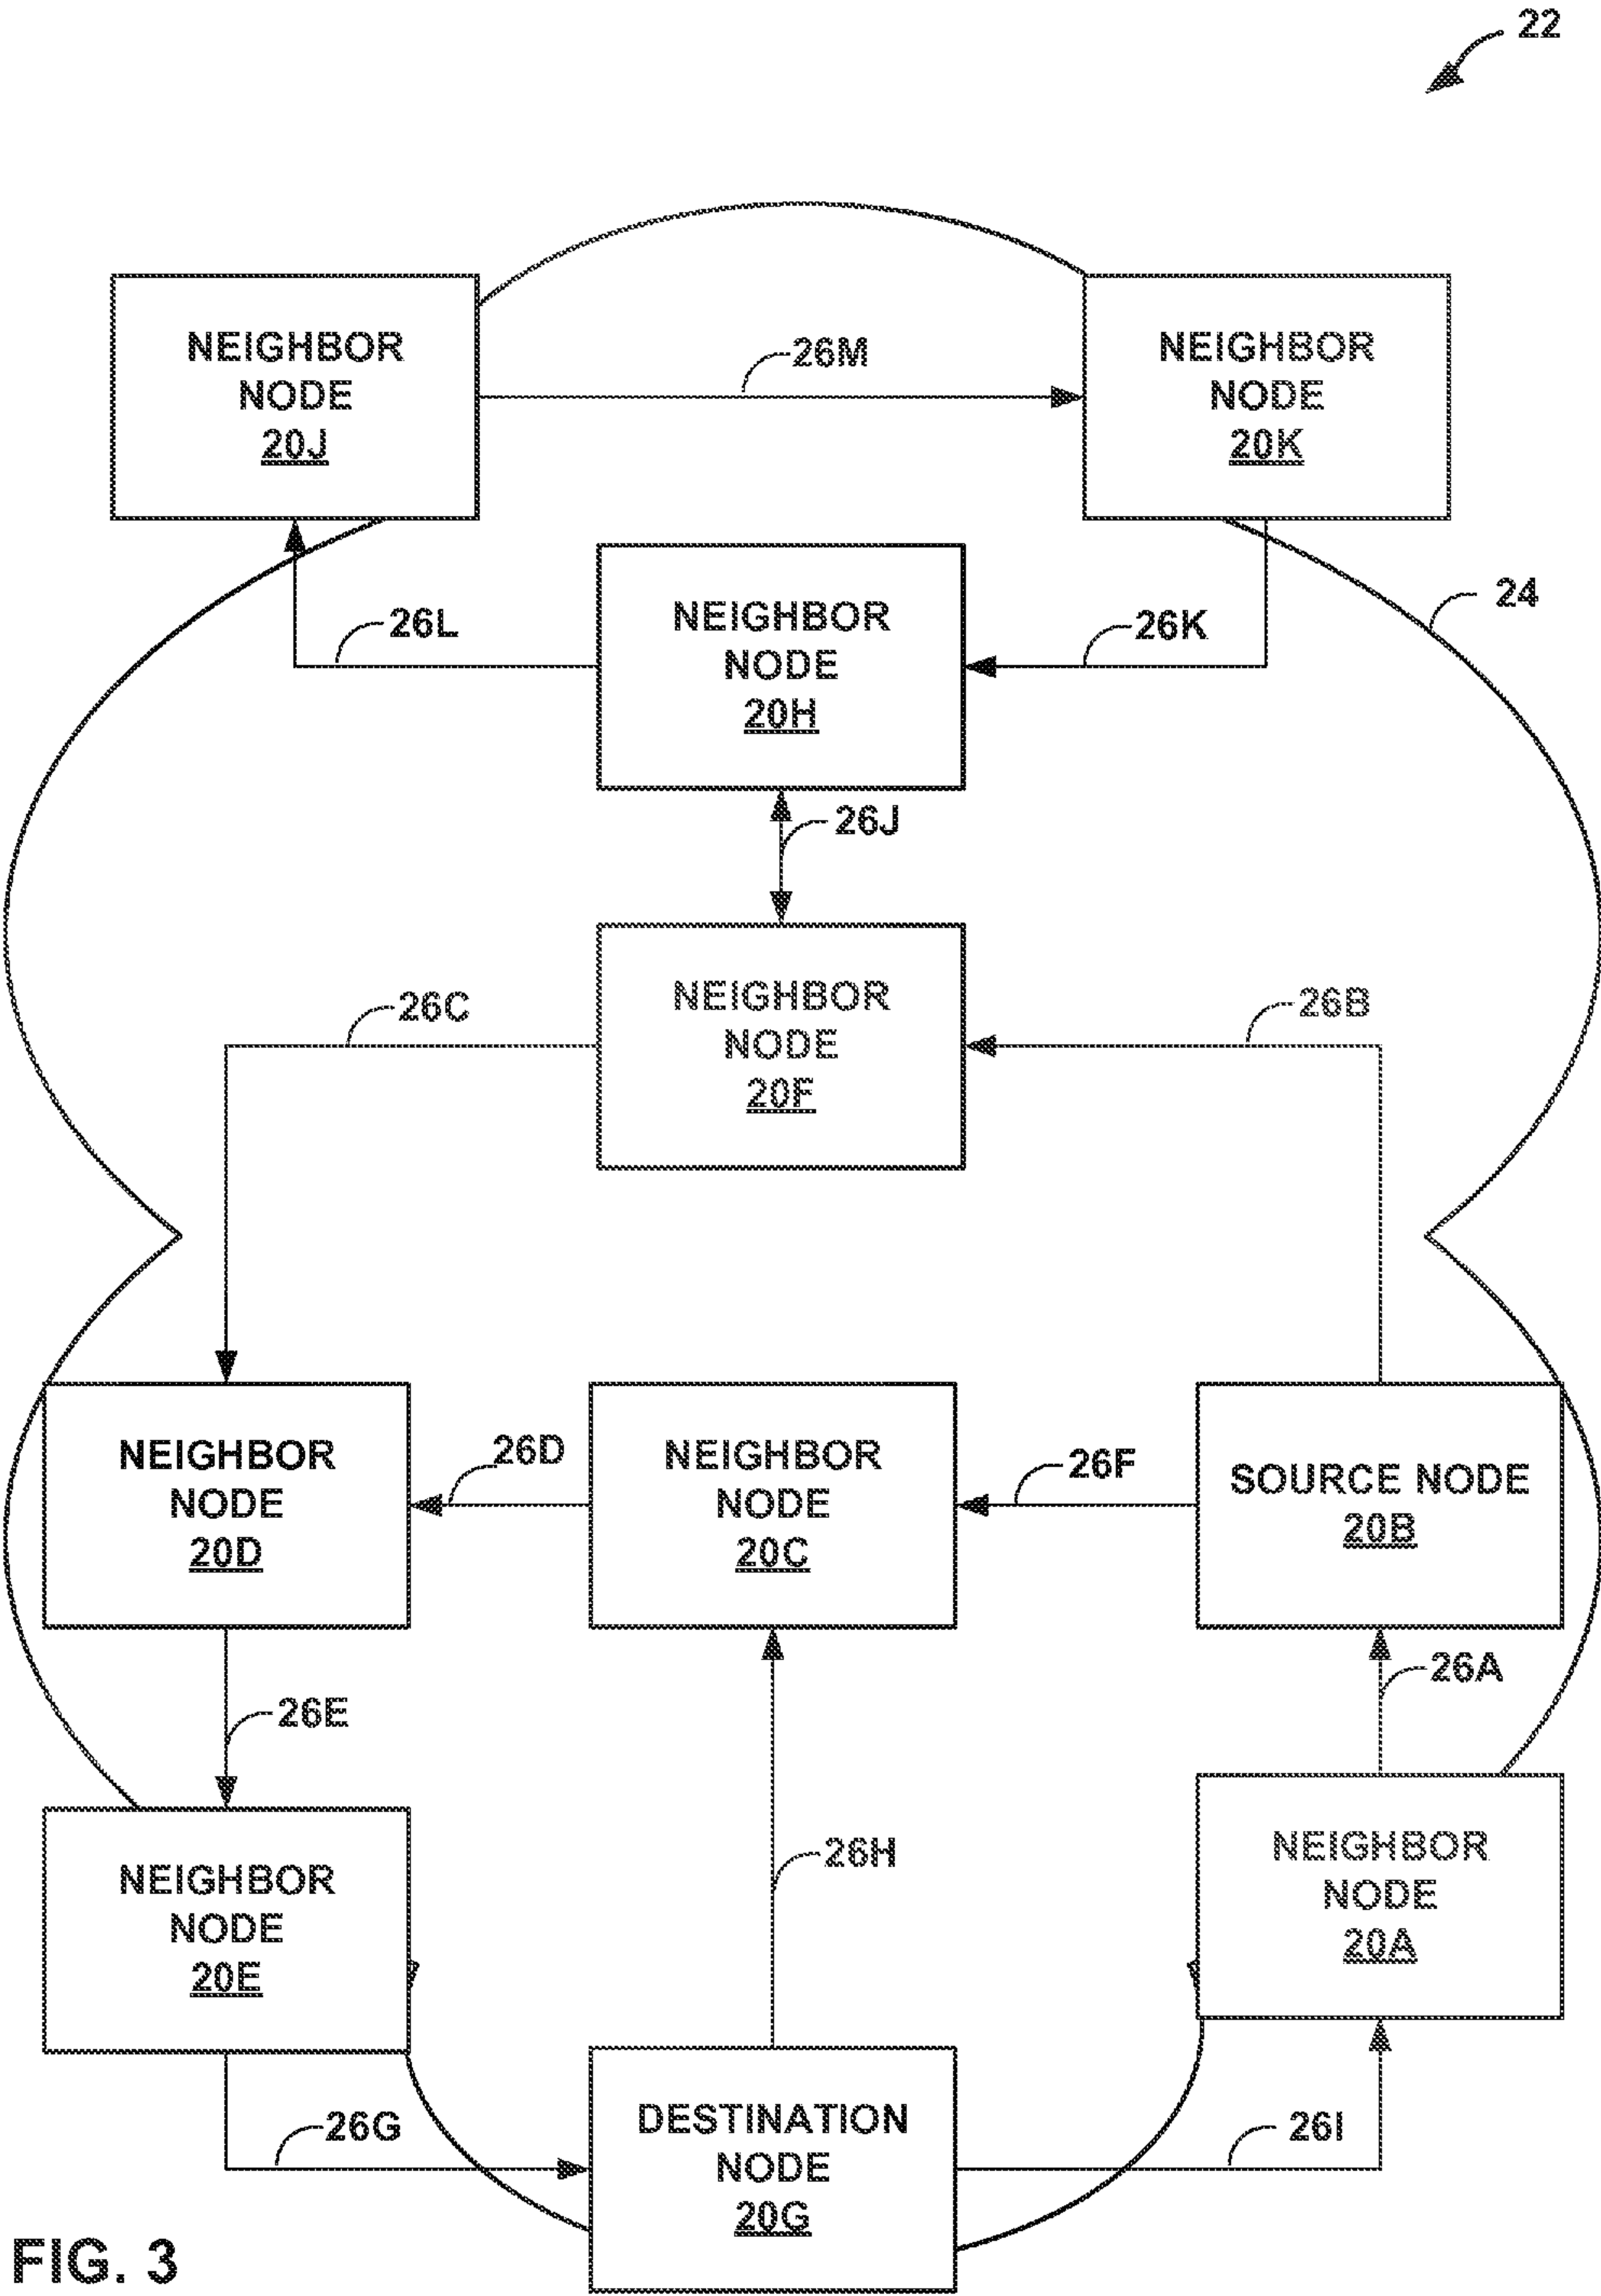 22
NEIGHBOR
NODE
20J
26M
NEIGHBOR
NODE
20K
24
26L
NEIGHBOR
NODE
20H
26K
26J
26C
NEIGHBOR
NODE
20F
26B
NEIGHBOR
NODE
20D
26D
NEIGHBOR
NODE
20C
26F
SOURCE NODE
20B
26E
26A
NEIGHBOR
NODE
20E
26H
NEIGHBOR
NODE
20A
26G
DESTINATION
NODE
20G
26I
FIG. 3